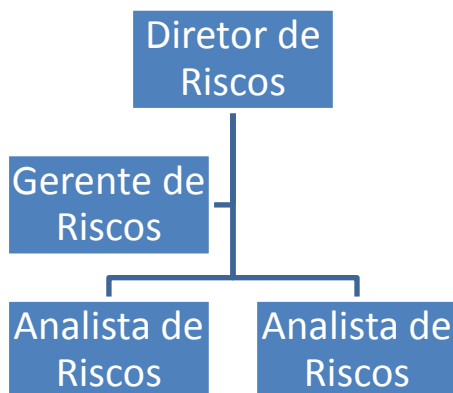 Diretor de
Riscos
Gerente de
Riscos
Analista de
Riscos
Analista de
Riscos